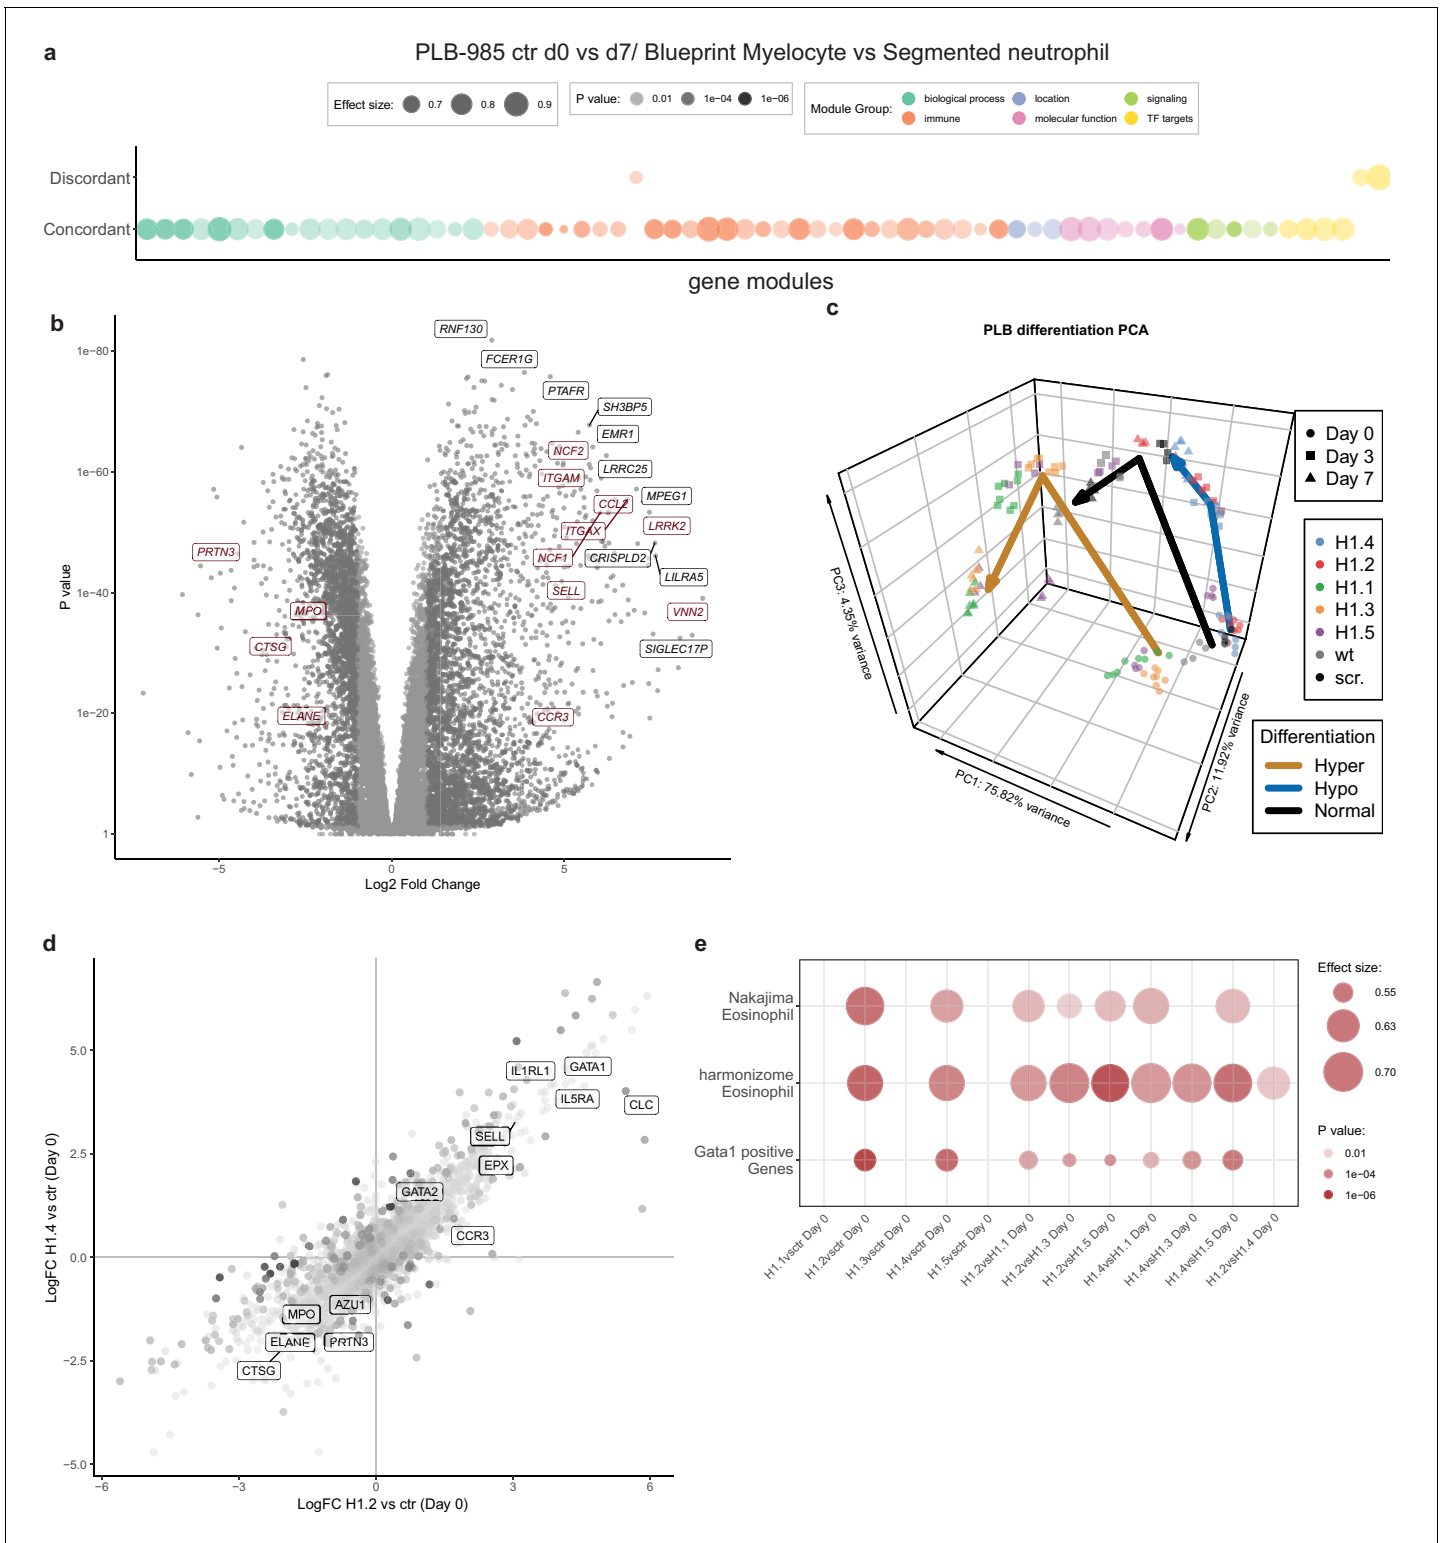 a
PLB-985 ctr d0 vs d7/ Blueprint Myelocyte vs Segmented neutrophil
Effect size: 0.7 0.8 0.9
P value: 0.01 1e−04 1e−06
Module Group:
biological process location signaling
immune molecular function TF targets
Discordant
Concordant
gene modules
b
P value
1e−80
1e−60
1e−40
1e−20
1
RNF130
FCER1G
PTAFR
SH3BP5
EMR1
NCF2
LRRC25
ITGAM
MPEG1
CCL2
LRRK2
ITGAX
PRTN3
NCF1
CRISPLD2
LILRA5
SELL
MPO
VNN2
CTSG
SIGLEC17P
ELANE
CCR3
−5
0
5
Log2 Fold Change
c
PLB differentiation PCA
PC3: 4.35% variance
PC1: 75.82% variance
PC2: 11.92% variance
Day 0
Day 3
Day 7
H1.4
H1.2
H1.1
H1.3
H1.5
wt
scr.
Differentiation
Hyper
Hypo
Normal
d
LogFC H1.4 vs ctr (Day 0)
5.0
2.5
0.0
−2.5
−5.0
IL1RL1
GATA1
IL5RA
CLC
SELL
EPX
GATA2
CCR3
AZU1
MPO
ELANE
PRTN3
CTSG
−6
−3
0
3
6
LogFC H1.2 vs ctr (Day 0)
e
Nakajima
Eosinophil
harmonizome
Eosinophil
Gata1 positive
Genes
H1.1vsctr Day 0
H1.2vsctr Day 0
H1.3vsctr Day 0
H1.4vsctr Day 0
H1.5vsctr Day 0
H1.2vsH1.1 Day 0
H1.2vsH1.3 Day 0
H1.2vsH1.5 Day 0
H1.4vsH1.1 Day 0
H1.4vsH1.3 Day 0
H1.4vsH1.5 Day 0
H1.2vsH1.4 Day 0
Effect size:
0.55
0.63
0.70
P value:
0.01
1e−04
1e−06